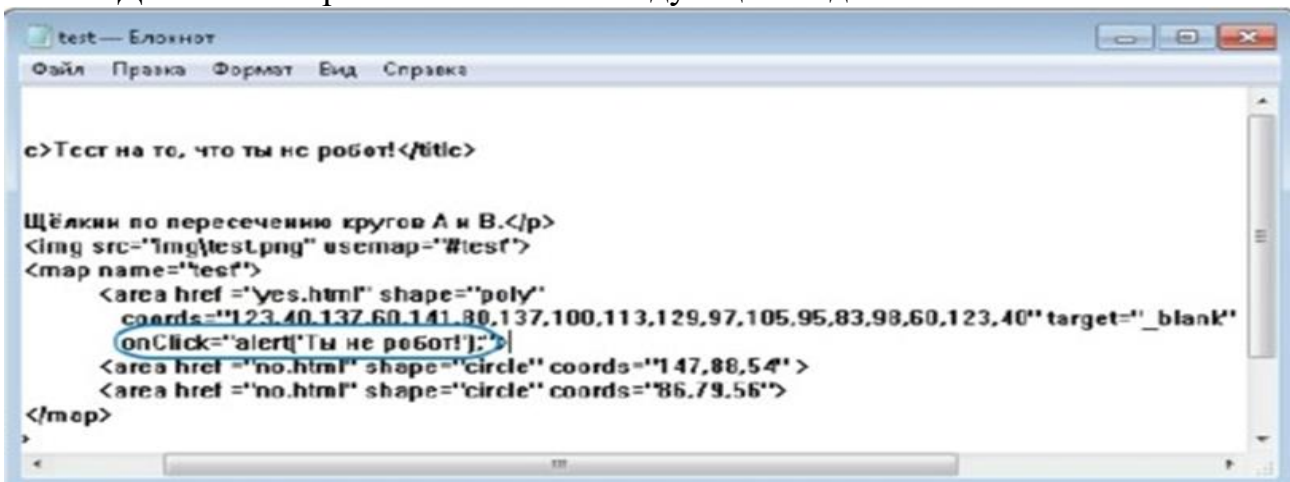 test — Блокнот
Файл Правка Формат Вид Справка
e>Тест на то, что ты не робот!</title>
Щёлкни по пересечению кругов А и В.</p>
<img src="img\test.png" usemap="#test">
<map name="test">
<area href ="yes.html" shape="poly"
coords="123,40,137,60,141,80,137,100,113,129,97,105,95,83,98,60,123,40" target="_blank"
onClick="alert('Ты не робот!');">
<area href ="no.html" shape="circle" coords="147,88,54" >
<area href ="no.html" shape="circle" coords="86,79,56">
</map>
>